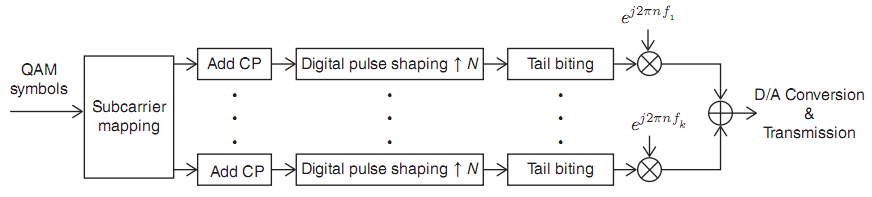 QAM
symbols
Subcarrier
mapping
Add CP
Digital pulse shaping ↑ N
Tail biting
e^{j2πnf_1}
Add CP
Digital pulse shaping ↑ N
Tail biting
e^{j2πnf_k}
D/A Conversion
&
Transmission